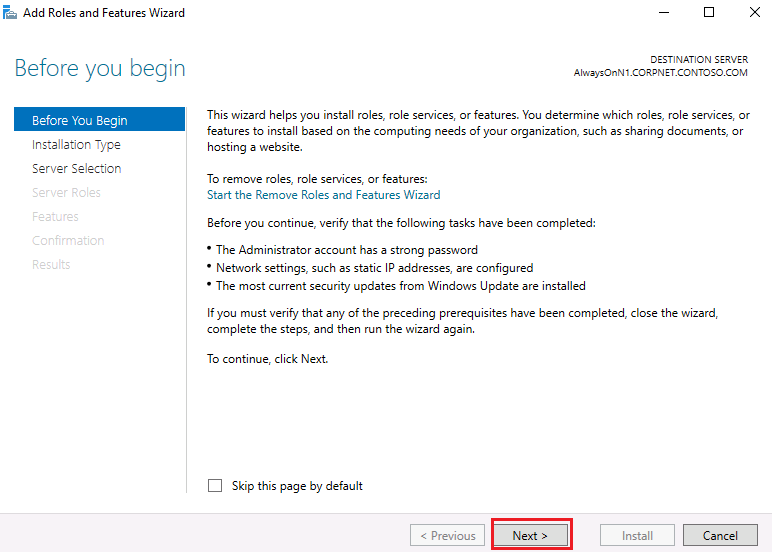 Add Roles and Features Wizard
Before you begin
DESTINATION SERVER
AlwaysOnN1.CORPNET.CONTOSO.COM
Before You Begin
Installation Type
Server Selection
Server Roles
Features
Confirmation
Results
This wizard helps you install roles, role services, or features. You determine which roles, role services, or
features to install based on the computing needs of your organization, such as sharing documents, or
hosting a website.
To remove roles, role services, or features:
Start the Remove Roles and Features Wizard
Before you continue, verify that the following tasks have been completed:
• The Administrator account has a strong password
• Network settings, such as static IP addresses, are configured
• The most current security updates from Windows Update are installed
If you must verify that any of the preceding prerequisites have been completed, close the wizard,
complete the steps, and then run the wizard again.
To continue, click Next.
Skip this page by default
< Previous
Next >
Install
Cancel